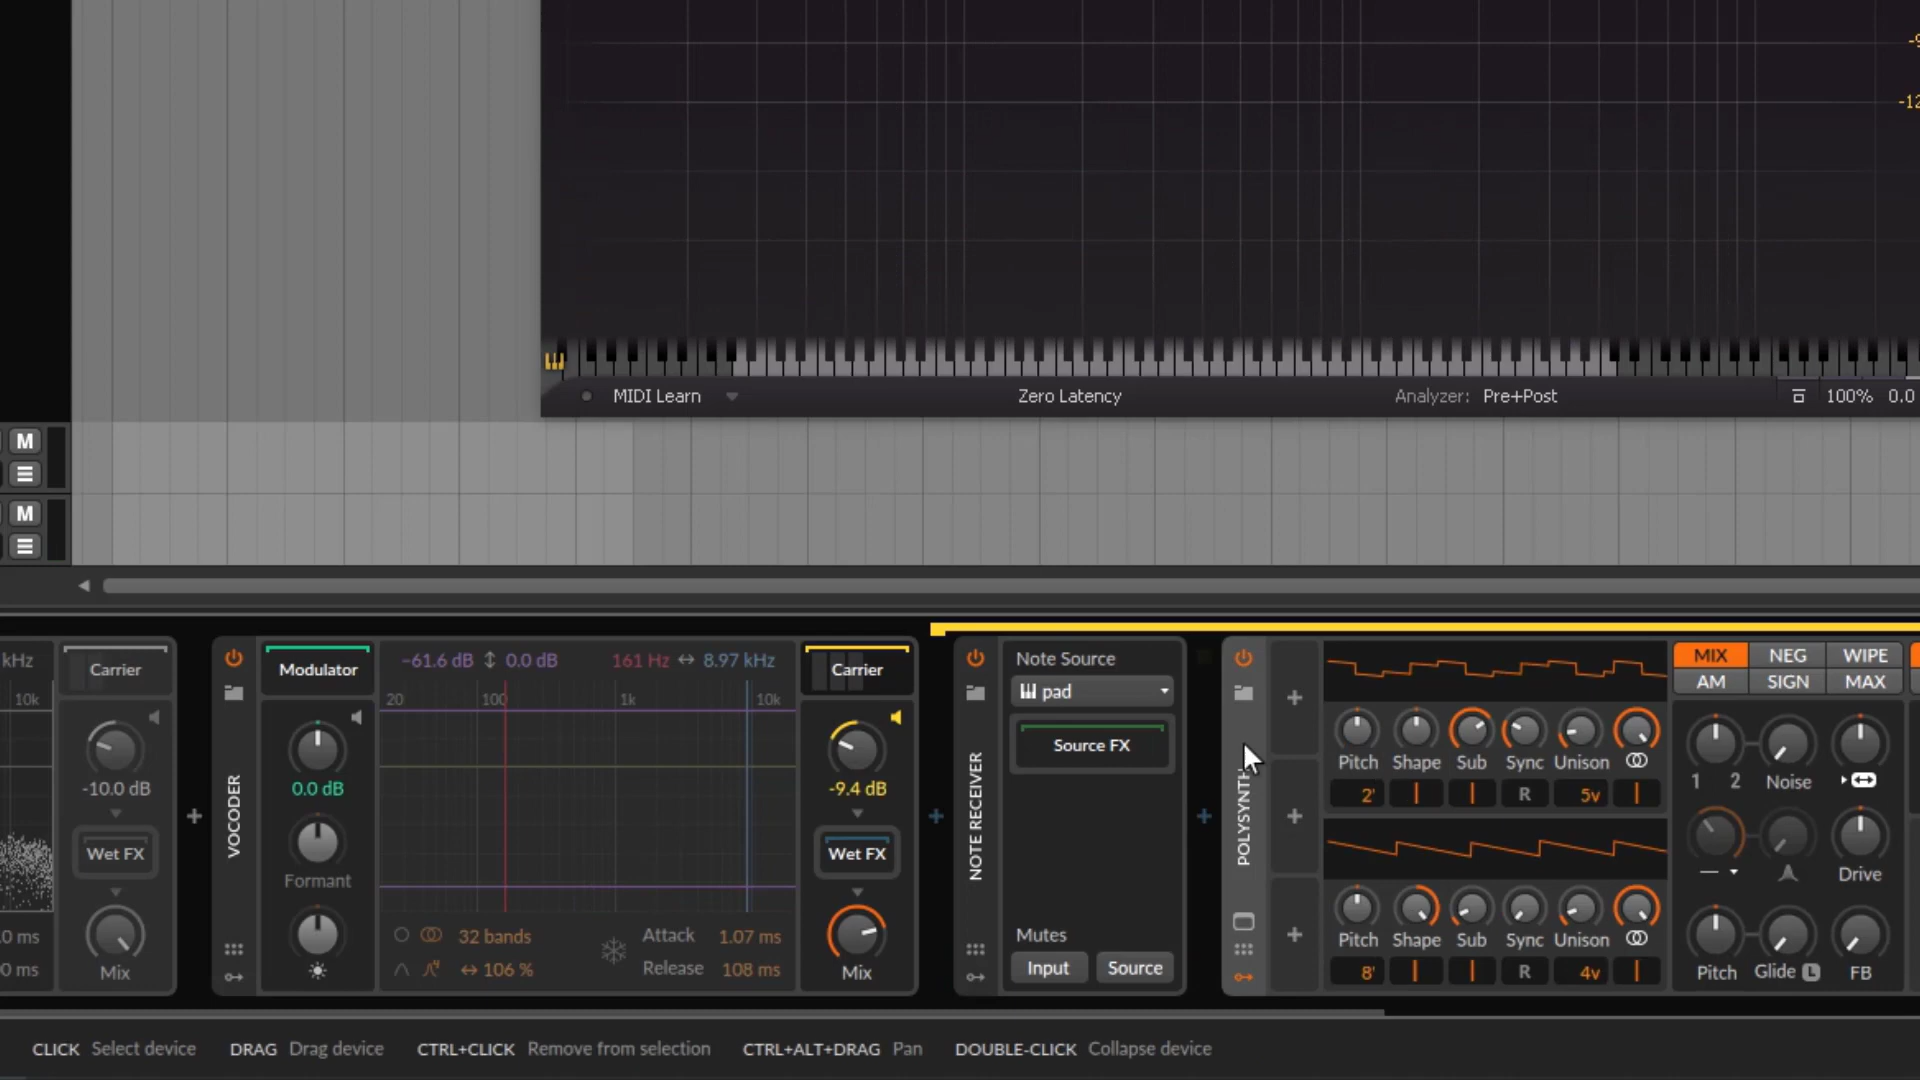 -9
-12
MIDI Learn
Zero Latency
Analyzer: Pre+Post
100%
0.0
M
M
kHz
10k
Carrier
-10.0 dB
Wet FX
Mix
0 ms
0 ms
VOCODER
Modulator
0.0 dB
Formant
-61.6 dB
0.0 dB
161 Hz
8.97 kHz
20
100
1k
10k
32 bands
106 %
Attack
1.07 ms
Release
108 ms
Carrier
-9.4 dB
Wet FX
Mix
NOTE RECEIVER
Note Source
pad
Source FX
Mutes
Input
Source
POLYSYNTH
Pitch
Shape
Sub
Sync
Unison
2'
R
5v
Pitch
Shape
Sub
Sync
Unison
8'
R
4v
MIX
NEG
WIPE
AM
SIGN
MAX
1
2
Noise
Drive
Pitch
Glide L
FB
CLICK Select device
DRAG Drag device
CTRL+CLICK Remove from selection
CTRL+ALT+DRAG Pan
DOUBLE-CLICK Collapse device